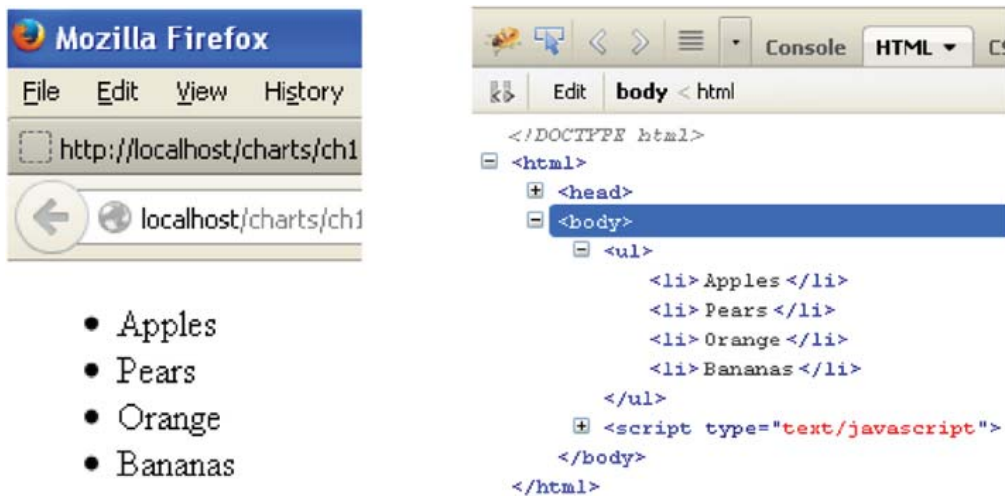 Mozilla Firefox
File Edit View History
http://localhost/charts/ch1
localhost/charts/ch1
• Apples
• Pears
• Orange
• Bananas
Console HTML CS
Edit body < html
<!DOCTYPE html>
<html>
<head>
<body>
<ul>
<li> Apples </li>
<li> Pears </li>
<li> Orange </li>
<li> Bananas </li>
</ul>
<script type="text/javascript">
</body>
</html>